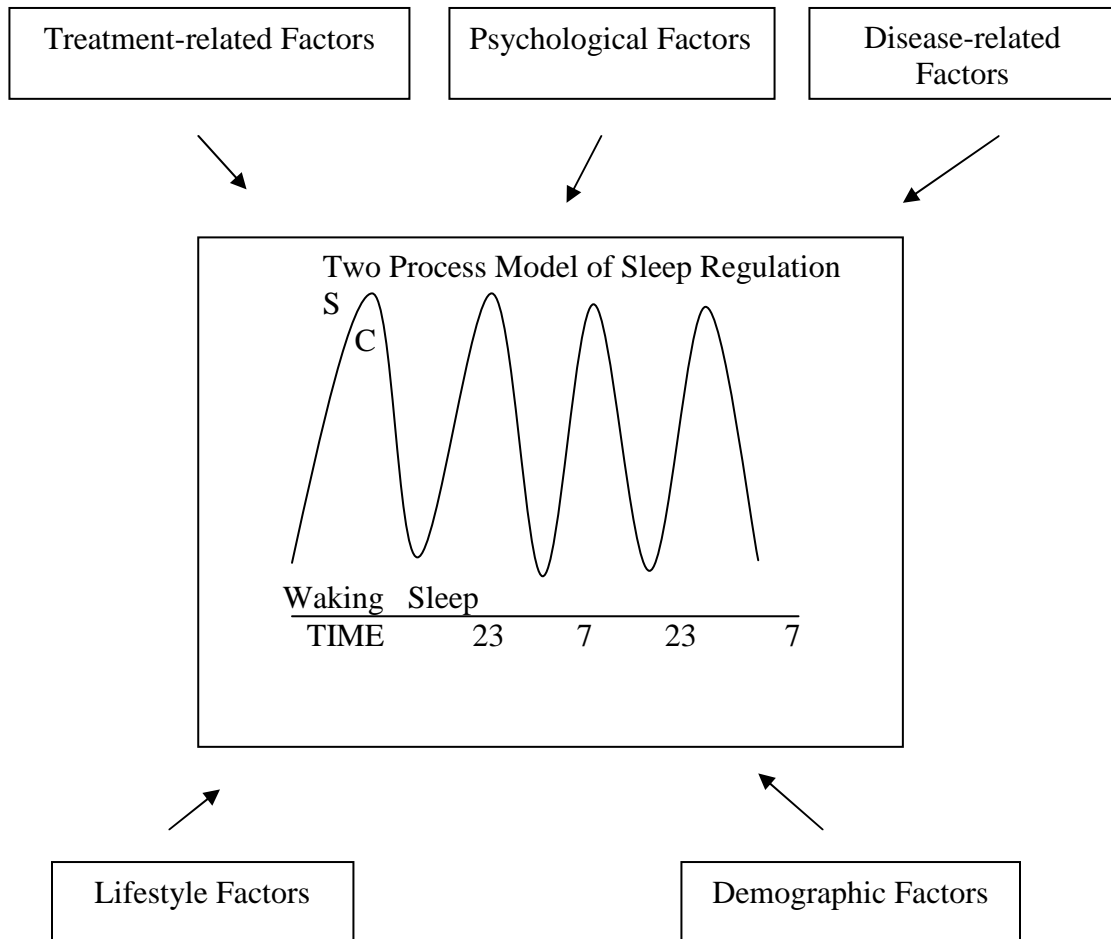 Treatment-related Factors
Psychological Factors
Disease-related
Factors
Two Process Model of Sleep Regulation
S
C
Waking Sleep
TIME 23 7 23 7
Lifestyle Factors
Demographic Factors